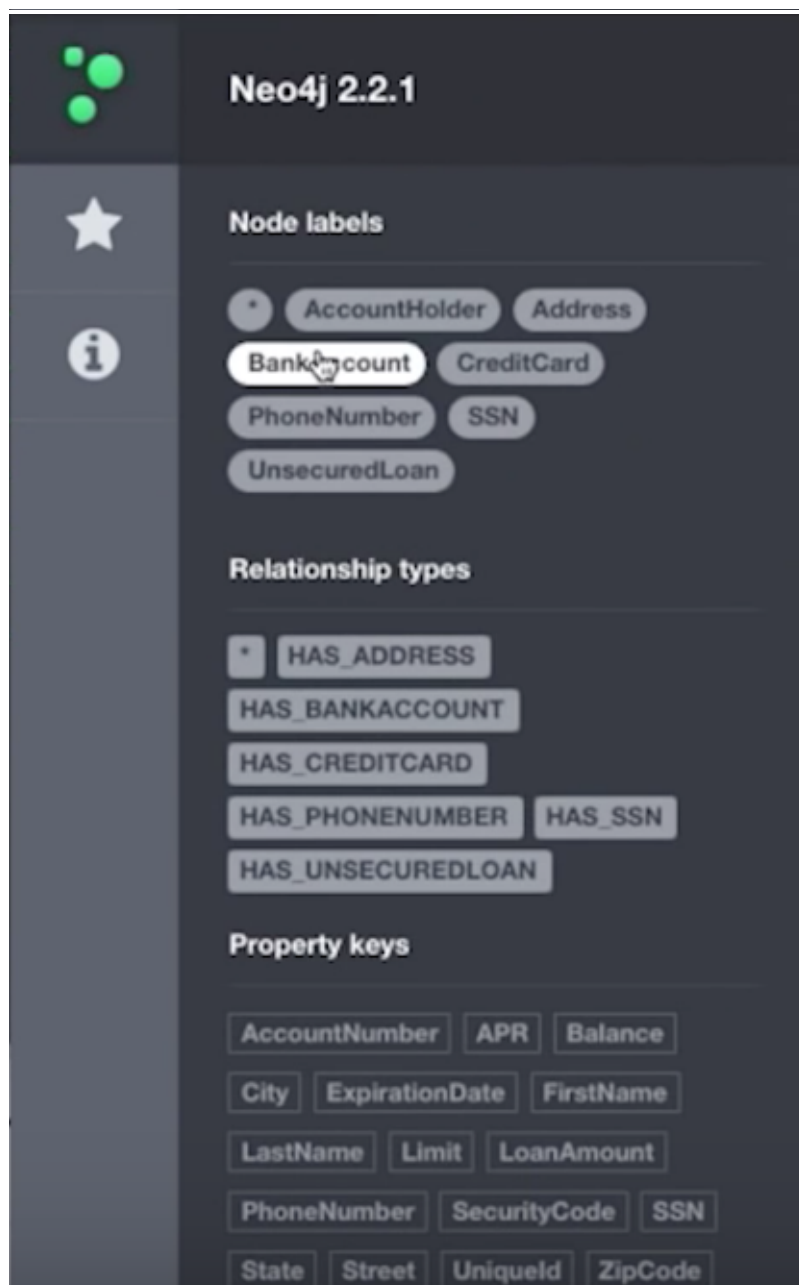 Neo4j 2.2.1
Node labels
* AccountHolder Address
BankAccount CreditCard
PhoneNumber SSN
UnsecuredLoan
Relationship types
* HAS_ADDRESS
HAS_BANKACCOUNT
HAS_CREDITCARD
HAS_PHONENUMBER HAS_SSN
HAS_UNSECUREDLOAN
Property keys
AccountNumber APR Balance
City ExpirationDate FirstName
LastName Limit LoanAmount
PhoneNumber SecurityCode SSN
State Street UniqueId ZipCode